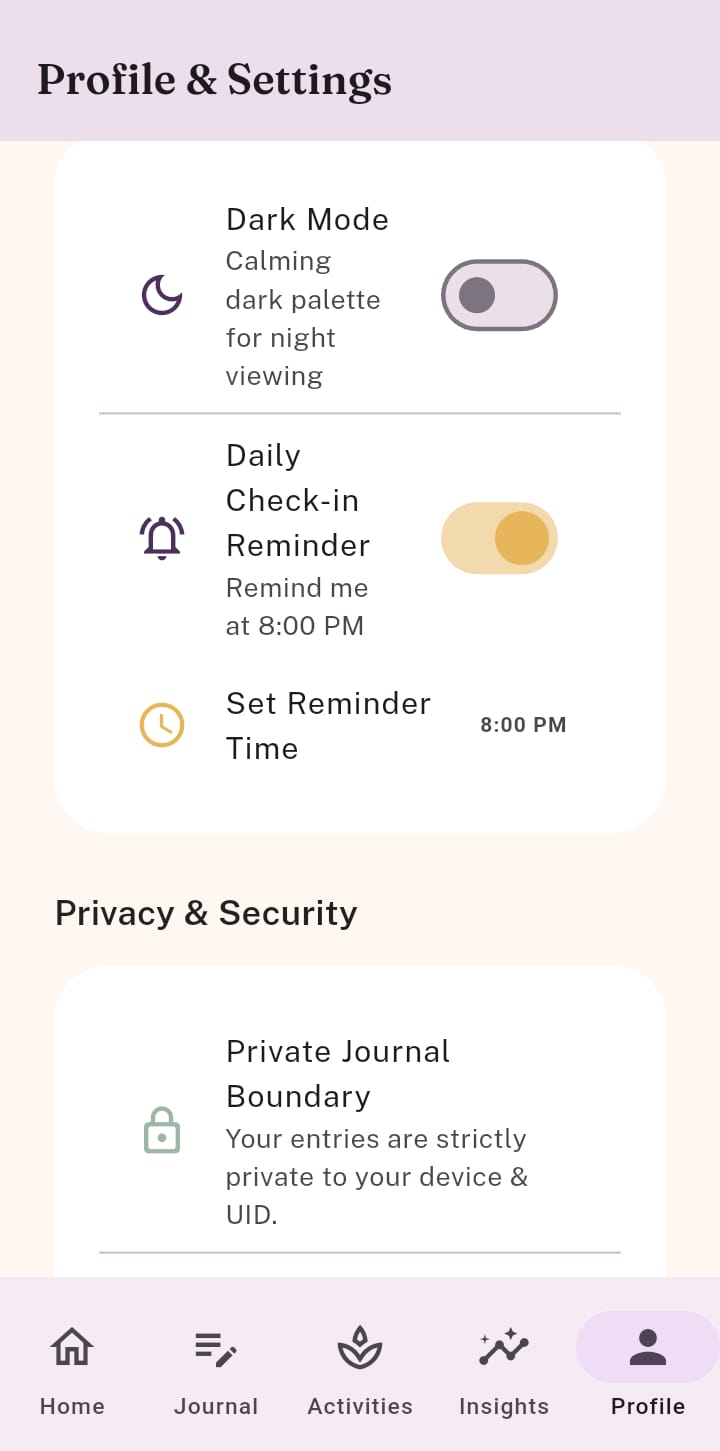 Profile & Settings
Dark Mode
Calming
dark palette
for night
viewing
Daily
Check-in
Reminder
Remind me
at 8:00 PM
Set Reminder
Time
8:00 PM
Privacy & Security
Private Journal
Boundary
Your entries are strictly
private to your device &
UID.
Home
Journal
Activities
Insights
Profile